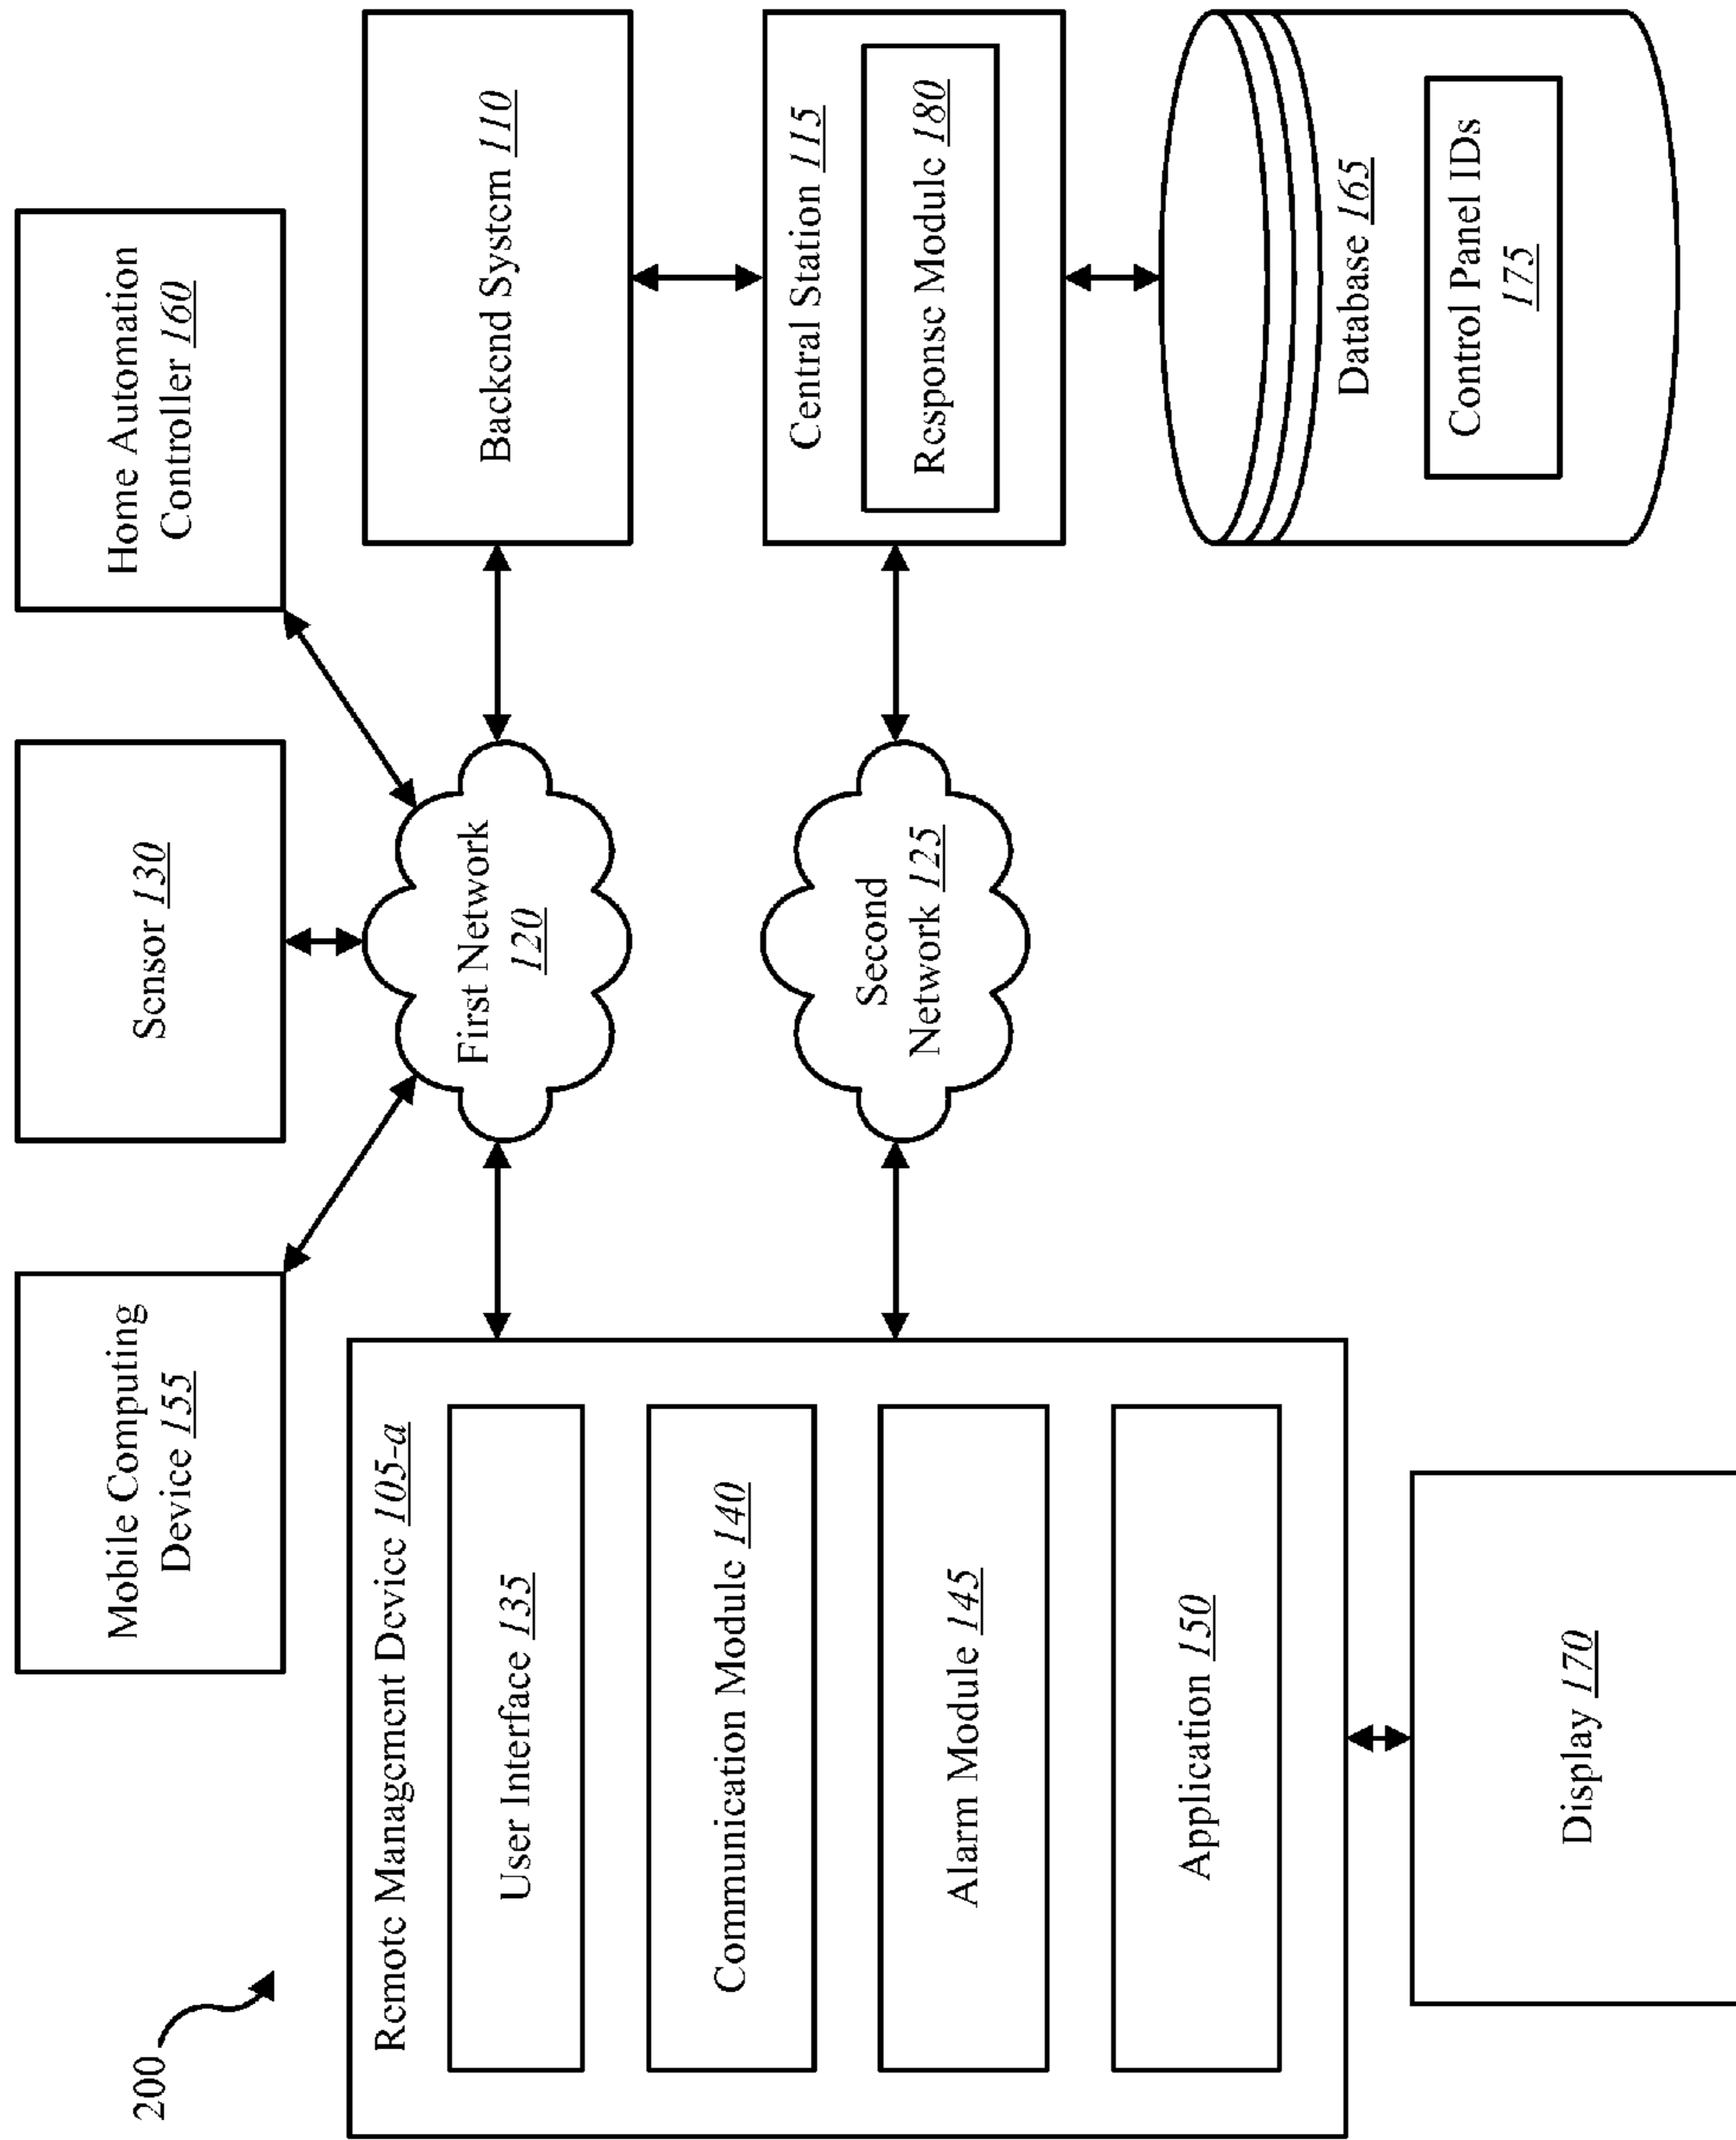 200
Mobile Computing
Device 155
Sensor 130
Home Automation
Controller 160
Remote Management Device 105-a
User Interface 135
Communication Module 140
Alarm Module 145
Application 150
First Network
120
Second
Network 125
Backend System 110
Central Station 115
Response Module 180
Database 165
Control Panel IDs
175
Display 170